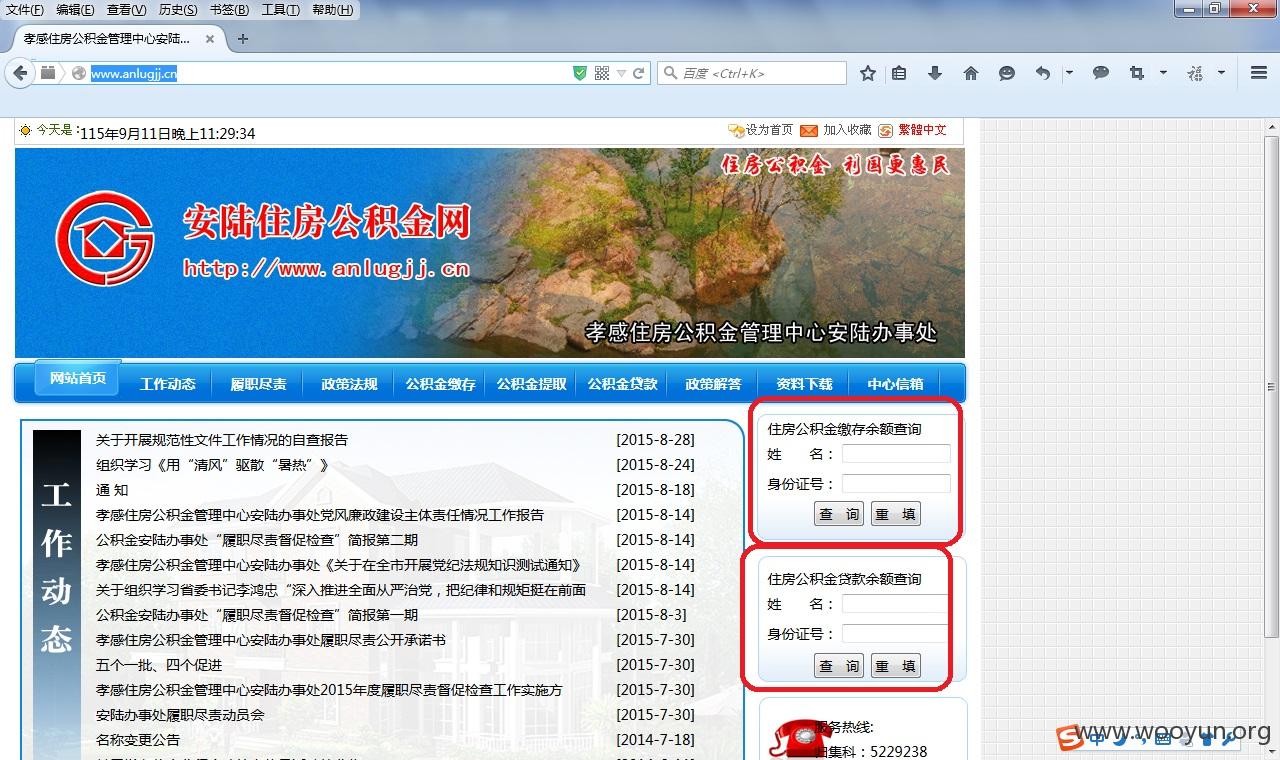 文件(F) 编辑(E) 查看(V) 历史(S) 书签(B) 工具(T) 帮助(H)
孝感住房公积金管理中心安陆...
www.anlugjj.cn
百度 <Ctrl+K>
今天是：115年9月11日晚上11:29:34
设为首页 加入收藏 繁體中文
住房公积金 利国更惠民
安陆住房公积金网
http://www.anlugjj.cn
孝感住房公积金管理中心安陆办事处
网站首页 工作动态 履职尽责 政策法规 公积金缴存 公积金提取 公积金贷款 政策解答 资料下载 中心信箱
工作动态
关于开展规范性文件工作情况的自查报告 [2015-8-28]
组织学习《用“清风”驱散“暑热”》 [2015-8-24]
通 知 [2015-8-18]
孝感住房公积金管理中心安陆办事处党风廉政建设主体责任情况工作报告 [2015-8-14]
公积金安陆办事处“履职尽责督促检查”简报第二期 [2015-8-14]
孝感住房公积金管理中心安陆办事处《关于在全市开展党纪法规知识测试通知》 [2015-8-14]
关于组织学习省委书记李鸿忠“深入推进全面从严治党，把纪律和规矩挺在前面 [2015-8-14]
公积金安陆办事处“履职尽责督促检查”简报第一期 [2015-8-3]
孝感住房公积金管理中心安陆办事处履职尽责公开承诺书 [2015-7-30]
五个一批、四个促进 [2015-7-30]
孝感住房公积金管理中心安陆办事处2015年度履职尽责督促检查工作实施方 [2015-7-30]
安陆办事处履职尽责动员会 [2015-7-30]
名称变更公告 [2014-7-18]
住房公积金缴存余额查询
姓 名：
身份证号：
查 询 重 填
住房公积金贷款余额查询
姓 名：
身份证号：
查 询 重 填
服务热线:
归集科：5229238
www.wooyun.org
中